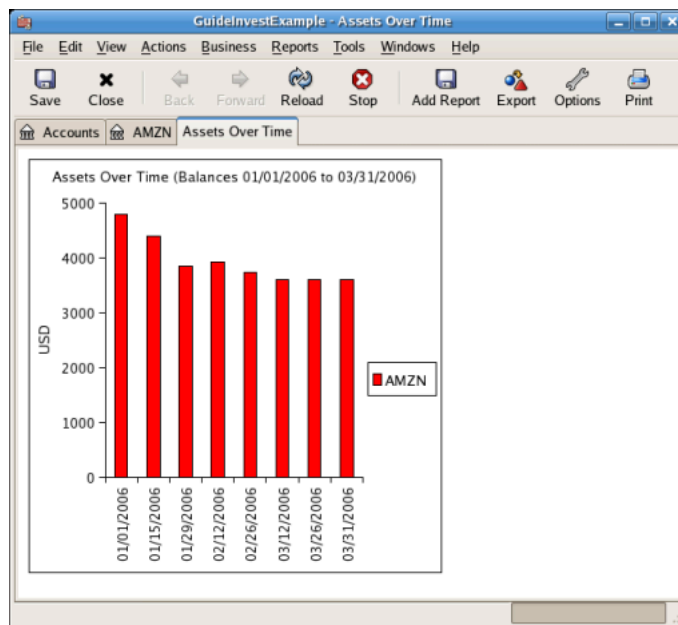 GuideInvestExample - Assets Over Time
File Edit View Actions Business Reports Tools Windows Help
Save Close Back Forward Reload Stop Add Report Export Options Print
Accounts AMZN Assets Over Time
Assets Over Time (Balances 01/01/2006 to 03/31/2006)
5000
4000
3000
2000
1000
0
USD
AMZN
01/01/2006 01/15/2006 01/29/2006 02/12/2006 02/26/2006 03/12/2006 03/26/2006 03/31/2006